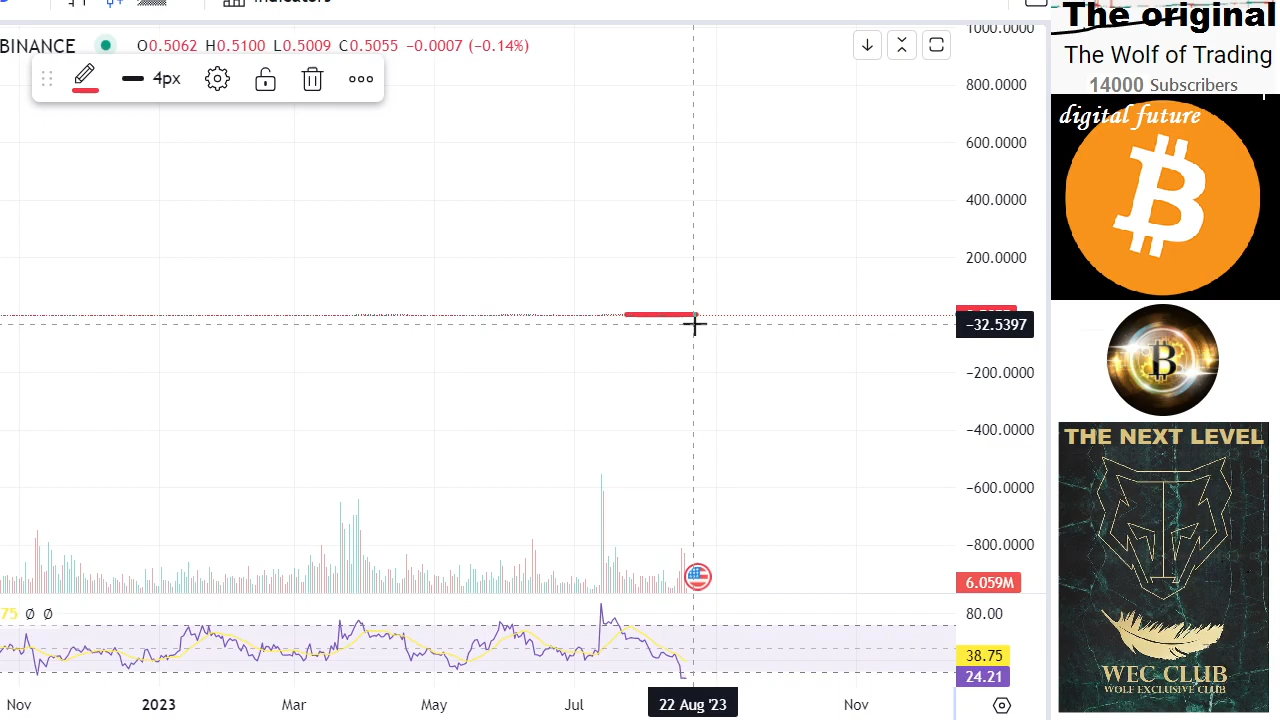 Indicators
BINANCE O0.5062 H0.5100 L0.5009 C0.5055 −0.0007 (−0.14%)
4px
1000.0000
800.0000
600.0000
400.0000
200.0000
−32.5397
−200.0000
−400.0000
−600.0000
−800.0000
6.059M
75 Ø Ø
80.00
38.75
24.21
Nov 2023 Mar May Jul 22 Aug '23 Nov
The original
The Wolf of Trading
14000 Subscribers
digital future
THE NEXT LEVEL
WEC CLUB
WOLF EXCLUSIVE CLUB